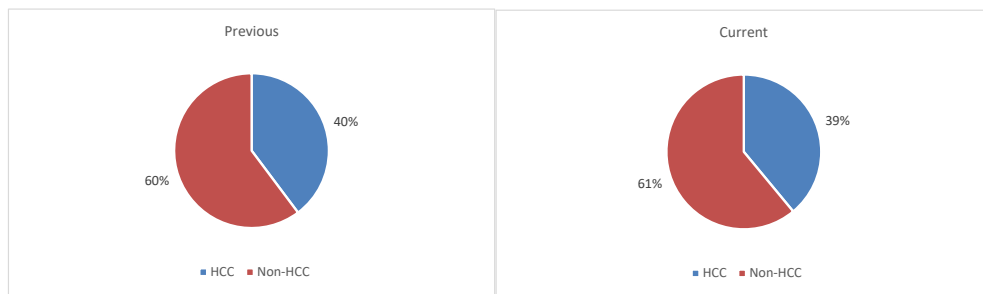 Previous
40%
60%
HCC Non-HCC
Current
39%
61%
HCC Non-HCC